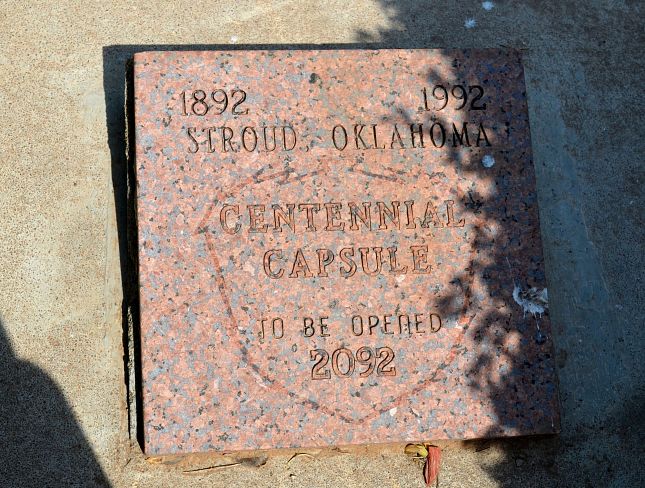 1892 1992
STROUD, OKLAHOMA
CENTENNIAL
CAPSULE
TO BE OPENED
2092